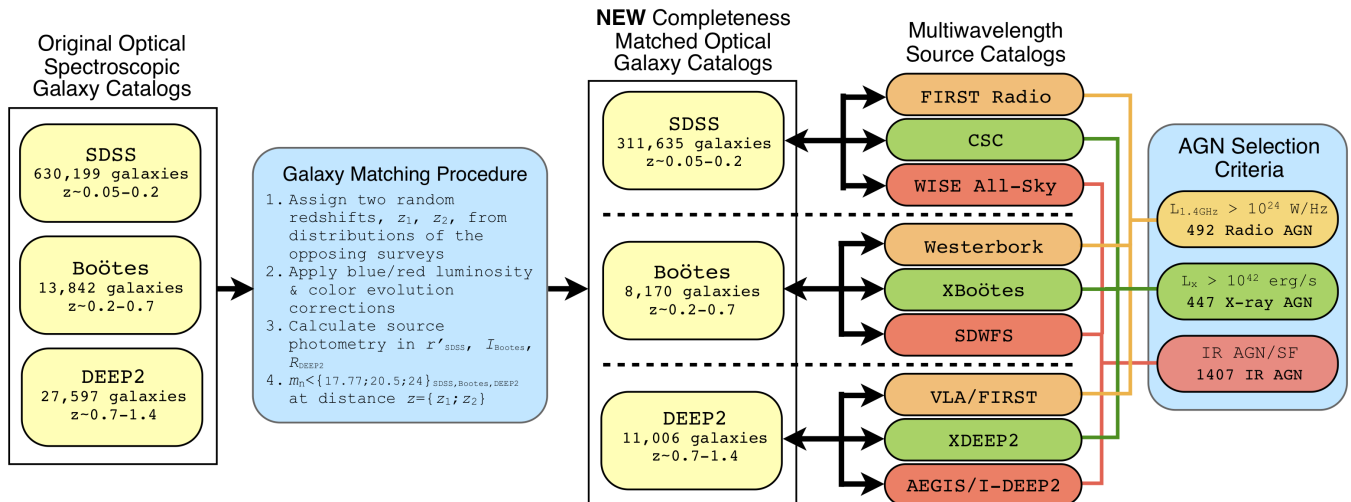 Original Optical
Spectroscopic
Galaxy Catalogs
SDSS
630,199 galaxies
z~0.05-0.2
Boötes
13,842 galaxies
z~0.2-0.7
DEEP2
27,597 galaxies
z~0.7-1.4
Galaxy Matching Procedure
1. Assign two random
redshifts, z₁, z₂, from
distributions of the
opposing surveys
2. Apply blue/red luminosity
& color evolution
corrections
3. Calculate source
photometry in r′SDSS, IBootes,
RDEEP2
4. mₙ<{17.77;20.5;24}SDSS,Bootes,DEEP2
at distance z={z₁;z₂}
NEW Completeness
Matched Optical
Galaxy Catalogs
SDSS
311,635 galaxies
z~0.05-0.2
Boötes
8,170 galaxies
z~0.2-0.7
DEEP2
11,006 galaxies
z~0.7-1.4
Multiwavelength
Source Catalogs
FIRST Radio
CSC
WISE All-Sky
Westerbork
XBoötes
SDWFS
VLA/FIRST
XDEEP2
AEGIS/I-DEEP2
AGN Selection
Criteria
L1.4GHz > 10²⁴ W/Hz
492 Radio AGN
Lx > 10⁴² erg/s
447 X-ray AGN
IR AGN/SF
1407 IR AGN